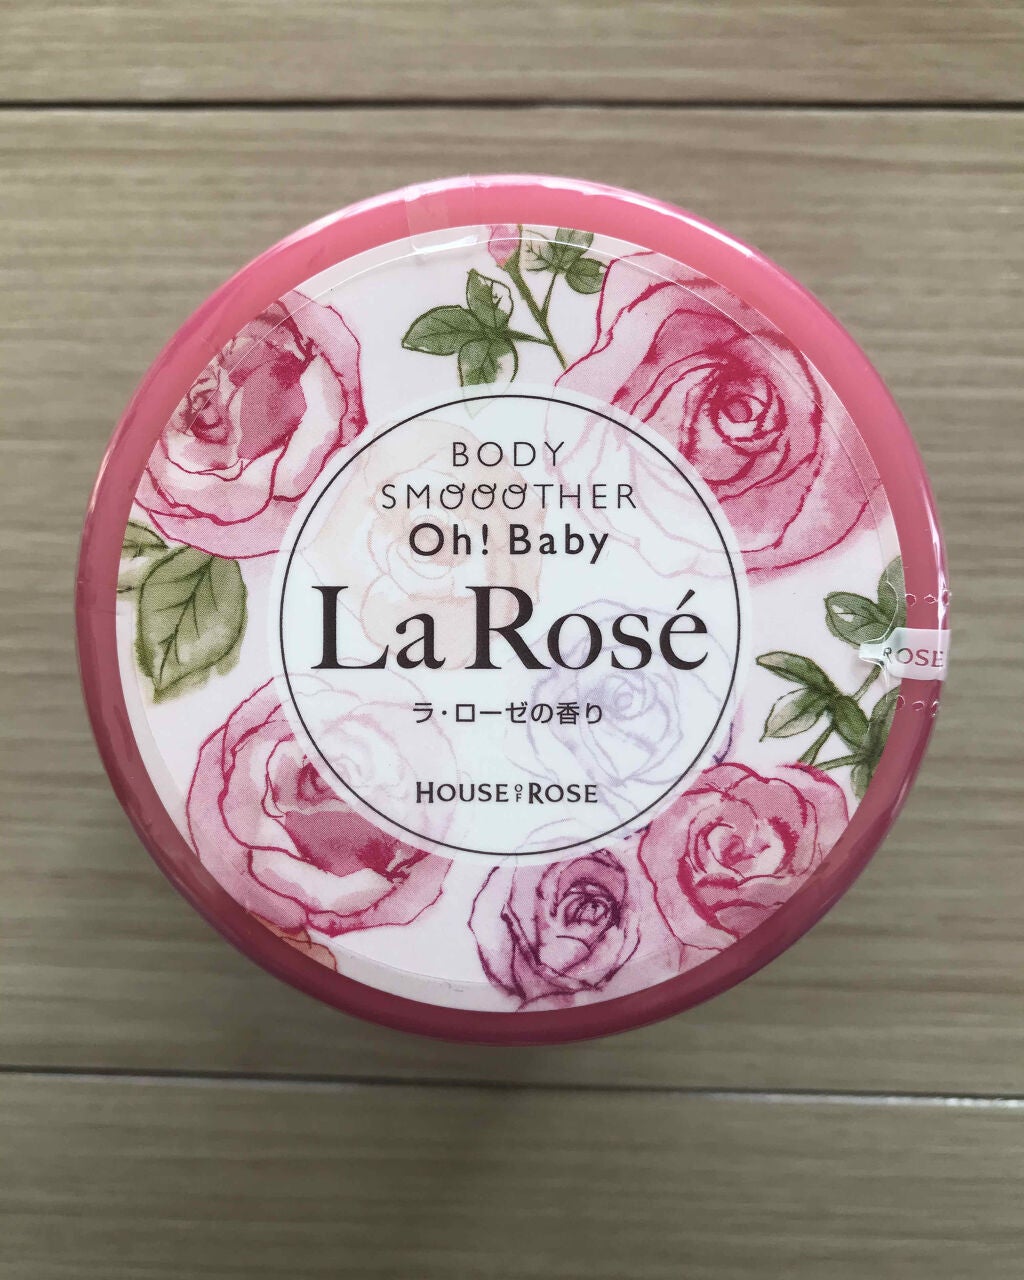 BODY
SMOOOTHER
Oh! Baby
La Rosé
ラ・ローゼの香り
HOUSE OF ROSE
ROSE